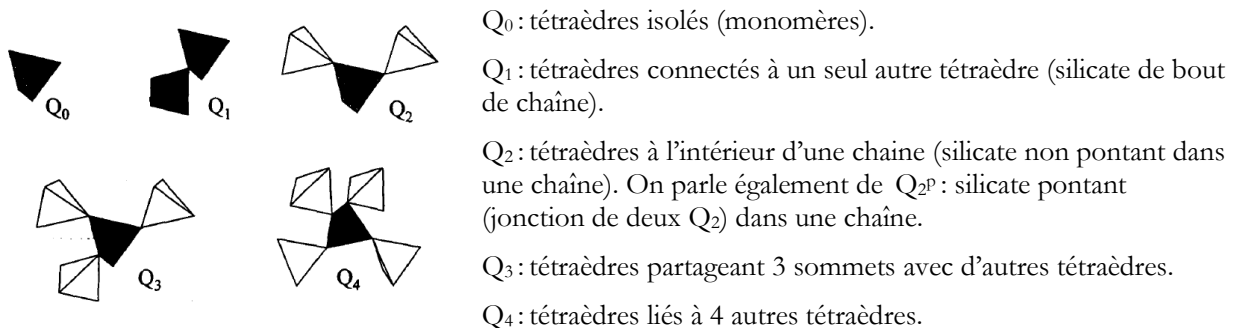 Q₀ : tétraèdres isolés (monomères).
Q₁ : tétraèdres connectés à un seul autre tétraèdre (silicate de bout
de chaîne).
Q₂ : tétraèdres à l'intérieur d'une chaine (silicate non pontant dans
une chaîne). On parle également de Q₂ᵖ : silicate pontant
(jonction de deux Q₂) dans une chaîne.
Q₃ : tétraèdres partageant 3 sommets avec d'autres tétraèdres.
Q₄ : tétraèdres liés à 4 autres tétraèdres.
Q₀
Q₁
Q₂
Q₃
Q₄